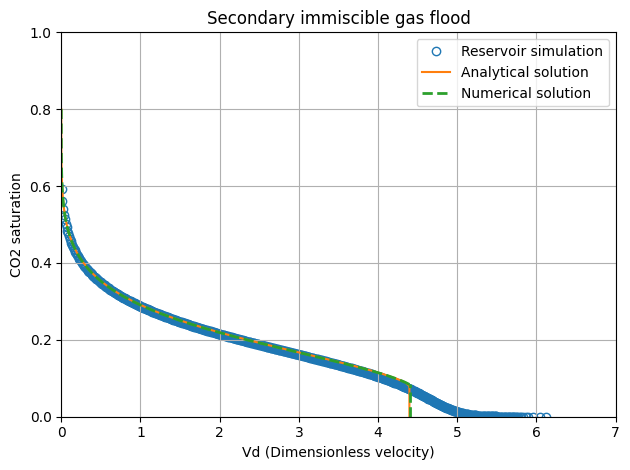 Secondary immiscible gas flood
1.0
0.8
0.6
0.4
0.2
0.0
CO2 saturation
Reservoir simulation
Analytical solution
Numerical solution
0 1 2 3 4 5 6 7
Vd (Dimensionless velocity)